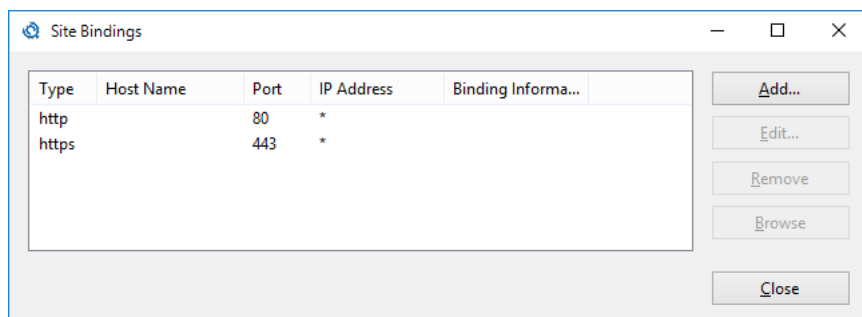 Site Bindings
Type Host Name Port IP Address Binding Informa...
http 80 *
https 443 *
Add...
Edit...
Remove
Browse
Close